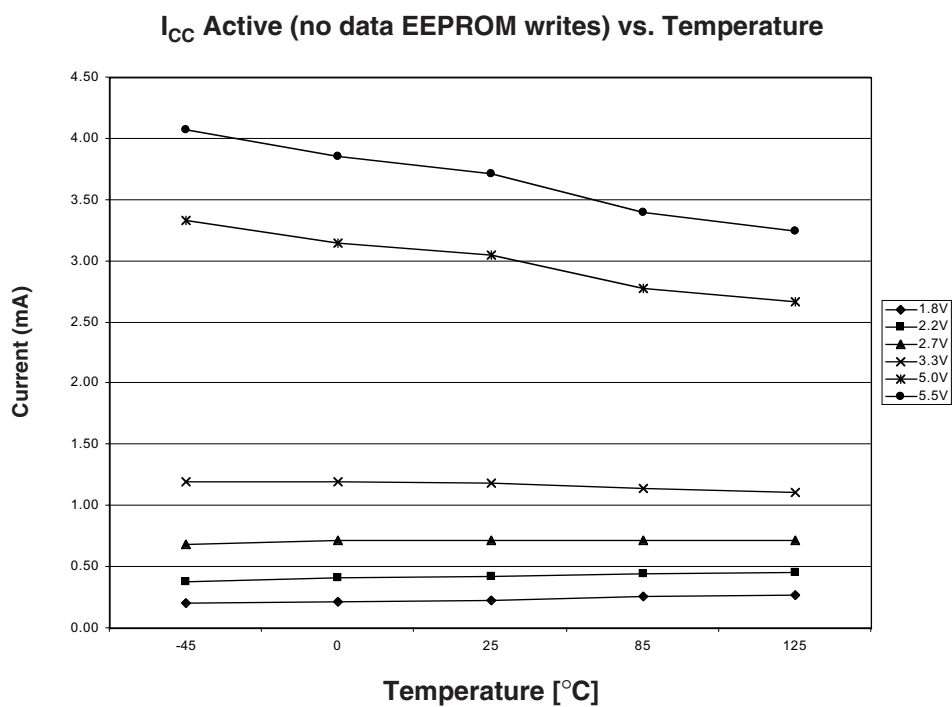 I_CC Active (no data EEPROM writes) vs. Temperature
4.50
4.00
3.50
3.00
2.50
2.00
1.50
1.00
0.50
0.00
Current (mA)
-45 0 25 85 125
Temperature [°C]
1.8V
2.2V
2.7V
3.3V
5.0V
5.5V